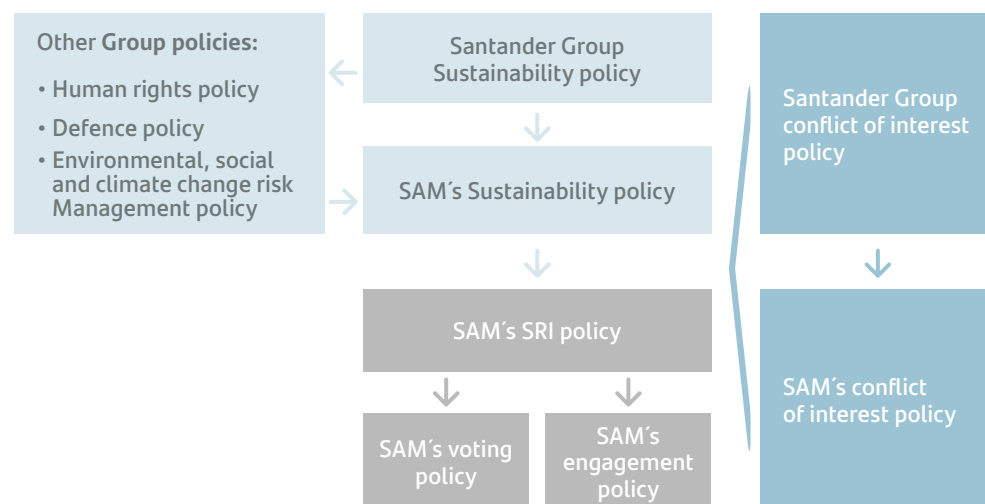 Other Group policies:
• Human rights policy
• Defence policy
• Environmental, social
and climate change risk
Management policy
Santander Group
Sustainability policy
SAM´s Sustainability policy
SAM´s SRI policy
SAM´s voting
policy
SAM´s
engagement
policy
Santander Group
conflict of interest
policy
SAM´s conflict
of interest policy